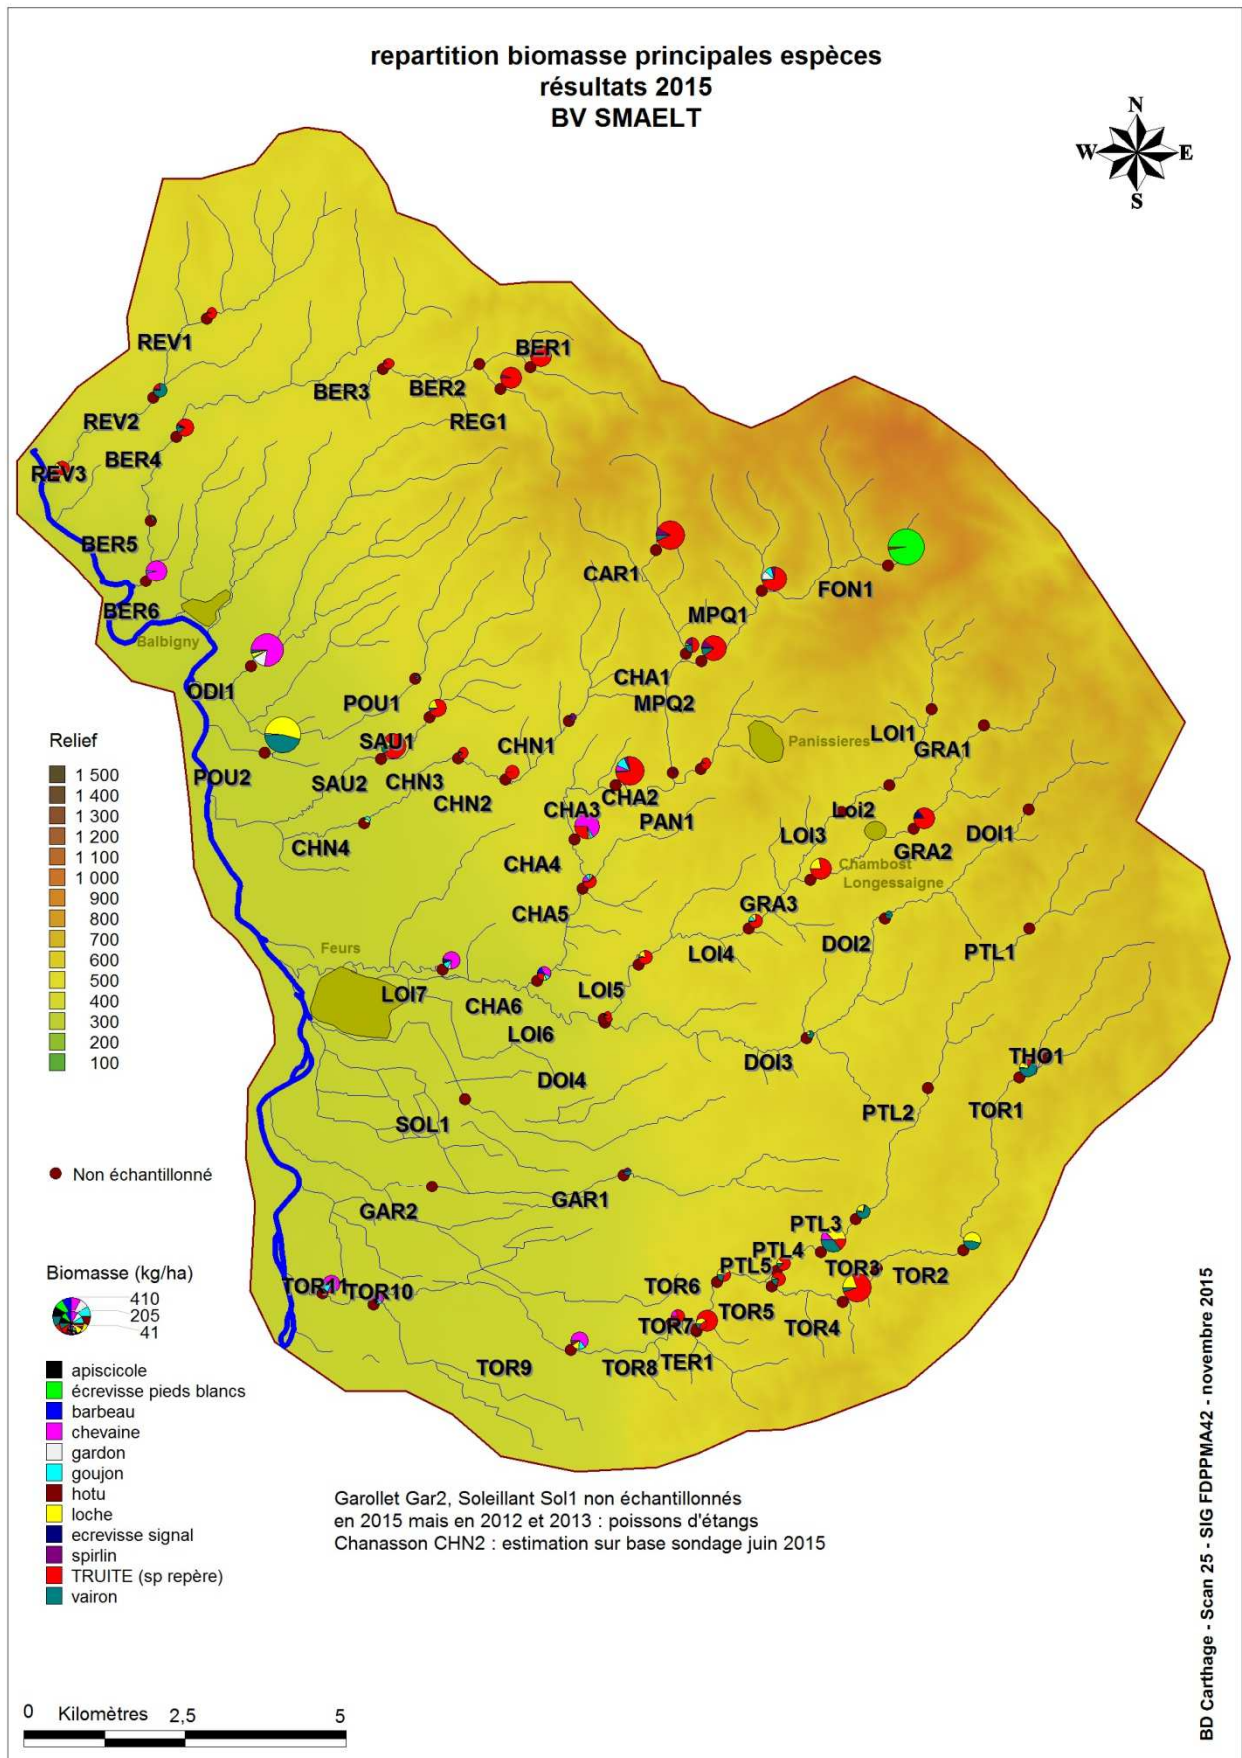 repartition biomasse principales espèces
résultats 2015
BV SMAELT
N
W
E
S
REV1
BER1
BER3
BER2
REG1
REV2
BER4
REV3
BER5
CAR1
FON1
BER6
MPQ1
Balbigny
CHA1
ODI1
POU1
MPQ2
LOI1
GRA1
Panissieres
SAU1
CHN1
POU2
SAU2
CHN3
CHN2
CHA2
CHA3
PAN1
Loi2
DOI1
LOI3
CHN4
GRA2
CHA4
Chambost
Longessaigne
GRA3
CHA5
DOI2
LOI4
PTL1
Feurs
LOI7
CHA6
LOI5
LOI6
DOI3
THO1
DOI4
PTL2
TOR1
SOL1
GAR1
GAR2
PTL3
PTL4
PTL5
TOR3
TOR2
TOR6
TOR11
TOR10
TOR5
TOR4
TOR7
TOR9
TOR8
TER1
Relief
1 500
1 400
1 300
1 200
1 100
1 000
900
800
700
600
500
400
300
200
100
Non échantillonné
Biomasse (kg/ha)
410
205
41
apiscicole
écrevisse pieds blancs
barbeau
chevaine
gardon
goujon
hotu
loche
ecrevisse signal
spirlin
TRUITE (sp repère)
vairon
Garollet Gar2, Soleillant Sol1 non échantillonnés
en 2015 mais en 2012 et 2013 : poissons d'étangs
Chanasson CHN2 : estimation sur base sondage juin 2015
0 Kilomètres 2,5 5
BD Carthage - Scan 25 - SIG FDPPMA42 - novembre 2015